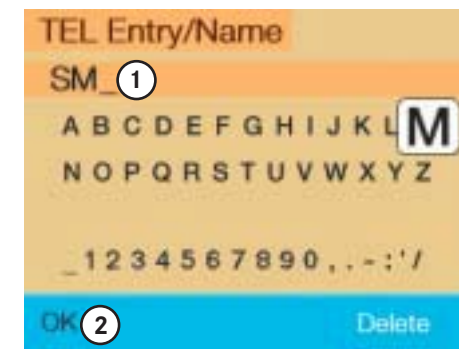 TEL Entry/Name
SM_ 1
A B C D E F G H I J K L M
N O P Q R S T U V W X Y Z
_ 1 2 3 4 5 6 7 8 9 0 , . - : ' /
OK 2 Delete